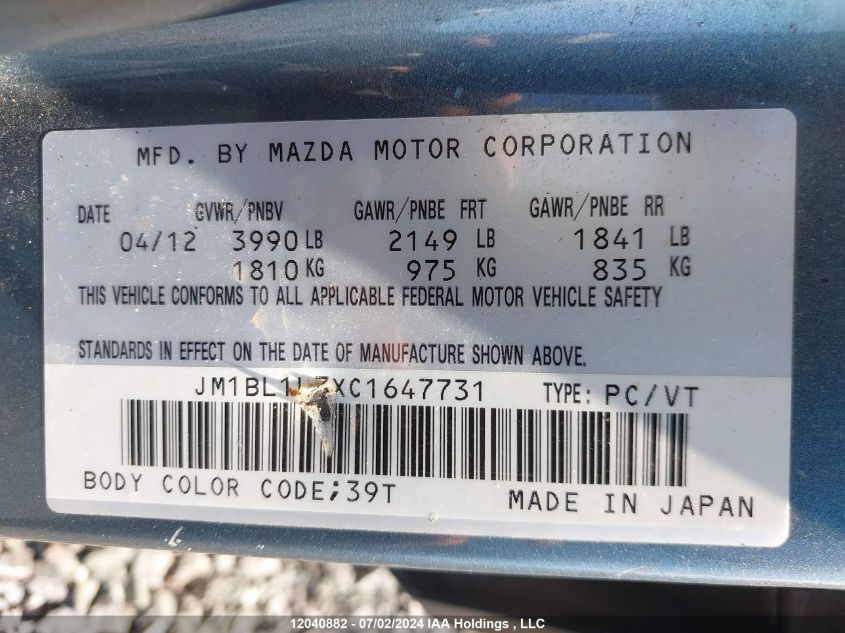 MFD. BY MAZDA MOTOR CORPORATION
DATE GVWR/PNBV GAWR/PNBE FRT GAWR/PNBE RR
04/12 3990 LB 2149 LB 1841 LB
1810 KG 975 KG 835 KG
THIS VEHICLE CONFORMS TO ALL APPLICABLE FEDERAL MOTOR VEHICLE SAFETY
STANDARDS IN EFFECT ON THE DATE OF MANUFACTURE SHOWN ABOVE.
JM1BL1L7XC1647731 TYPE: PC/VT
BODY COLOR CODE;39T
MADE IN JAPAN
12040882 - 07/02/2024 IAA Holdings , LLC